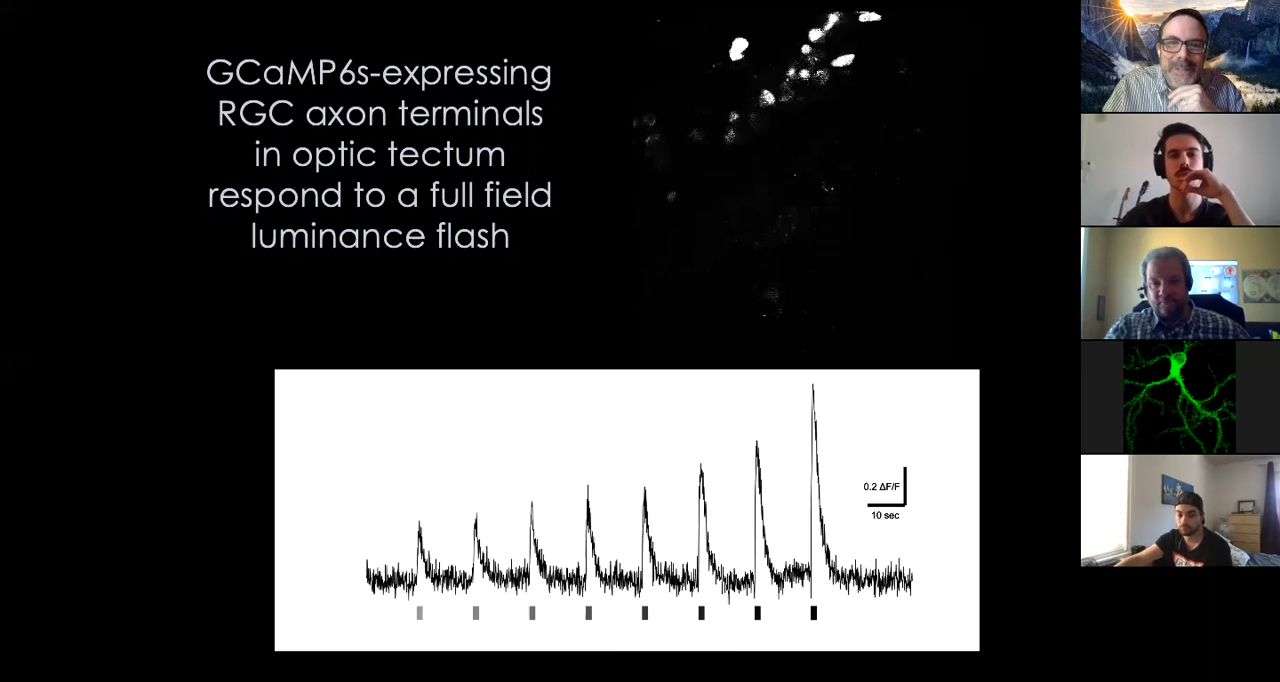 GCaMP6s-expressing
RGC axon terminals
in optic tectum
respond to a full field
luminance flash
0.2 ΔF/F
10 sec